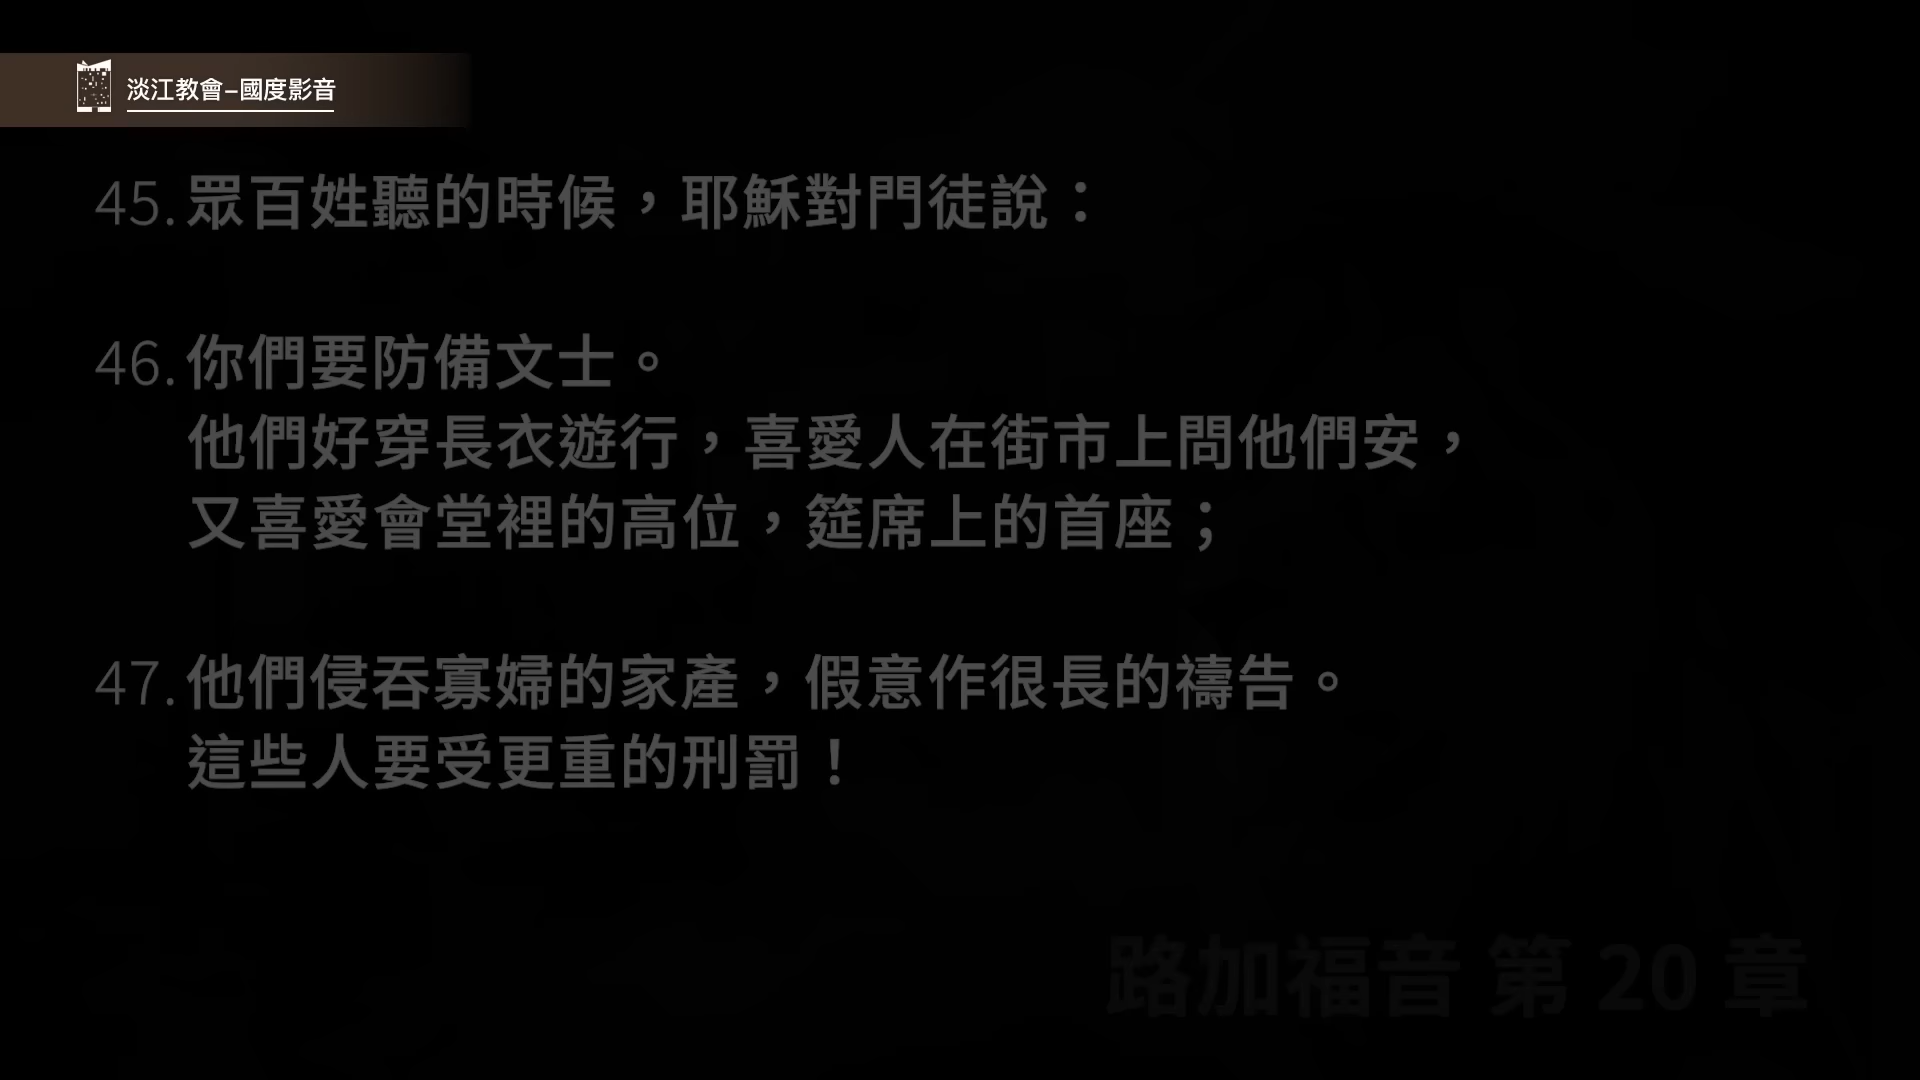 淡江教會–國度影音
45.眾百姓聽的時候，耶穌對門徒說：
46.你們要防備文士。
他們好穿長衣遊行，喜愛人在街市上問他們安，
又喜愛會堂裡的高位，筵席上的首座；
47.他們侵吞寡婦的家產，假意作很長的禱告。
這些人要受更重的刑罰！
路加福音 第 20 章